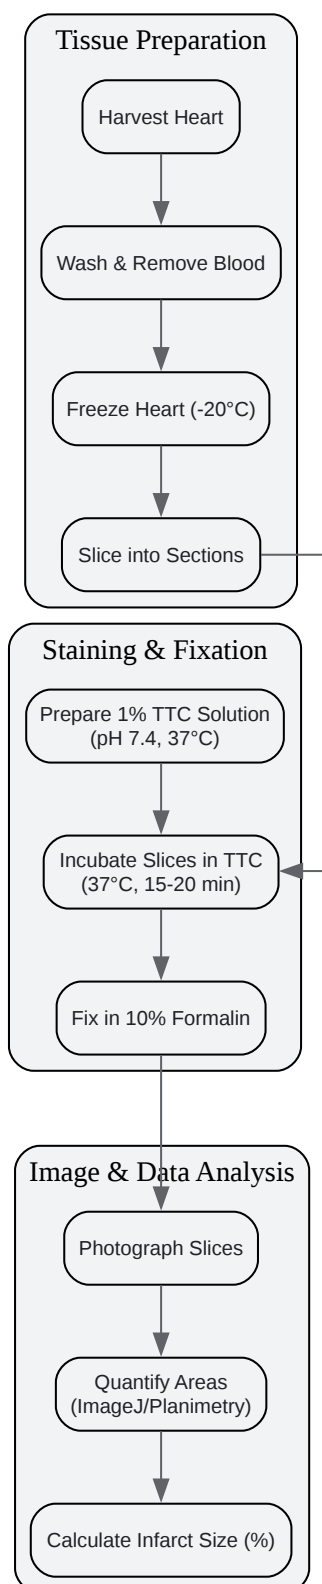 Tissue Preparation
Harvest Heart
Wash & Remove Blood
Freeze Heart (-20°C)
Slice into Sections
Staining & Fixation
Prepare 1% TTC Solution
(pH 7.4, 37°C)
Incubate Slices in TTC
(37°C, 15-20 min)
Fix in 10% Formalin
Image & Data Analysis
Photograph Slices
Quantify Areas
(ImageJ/Planimetry)
Calculate Infarct Size (%)